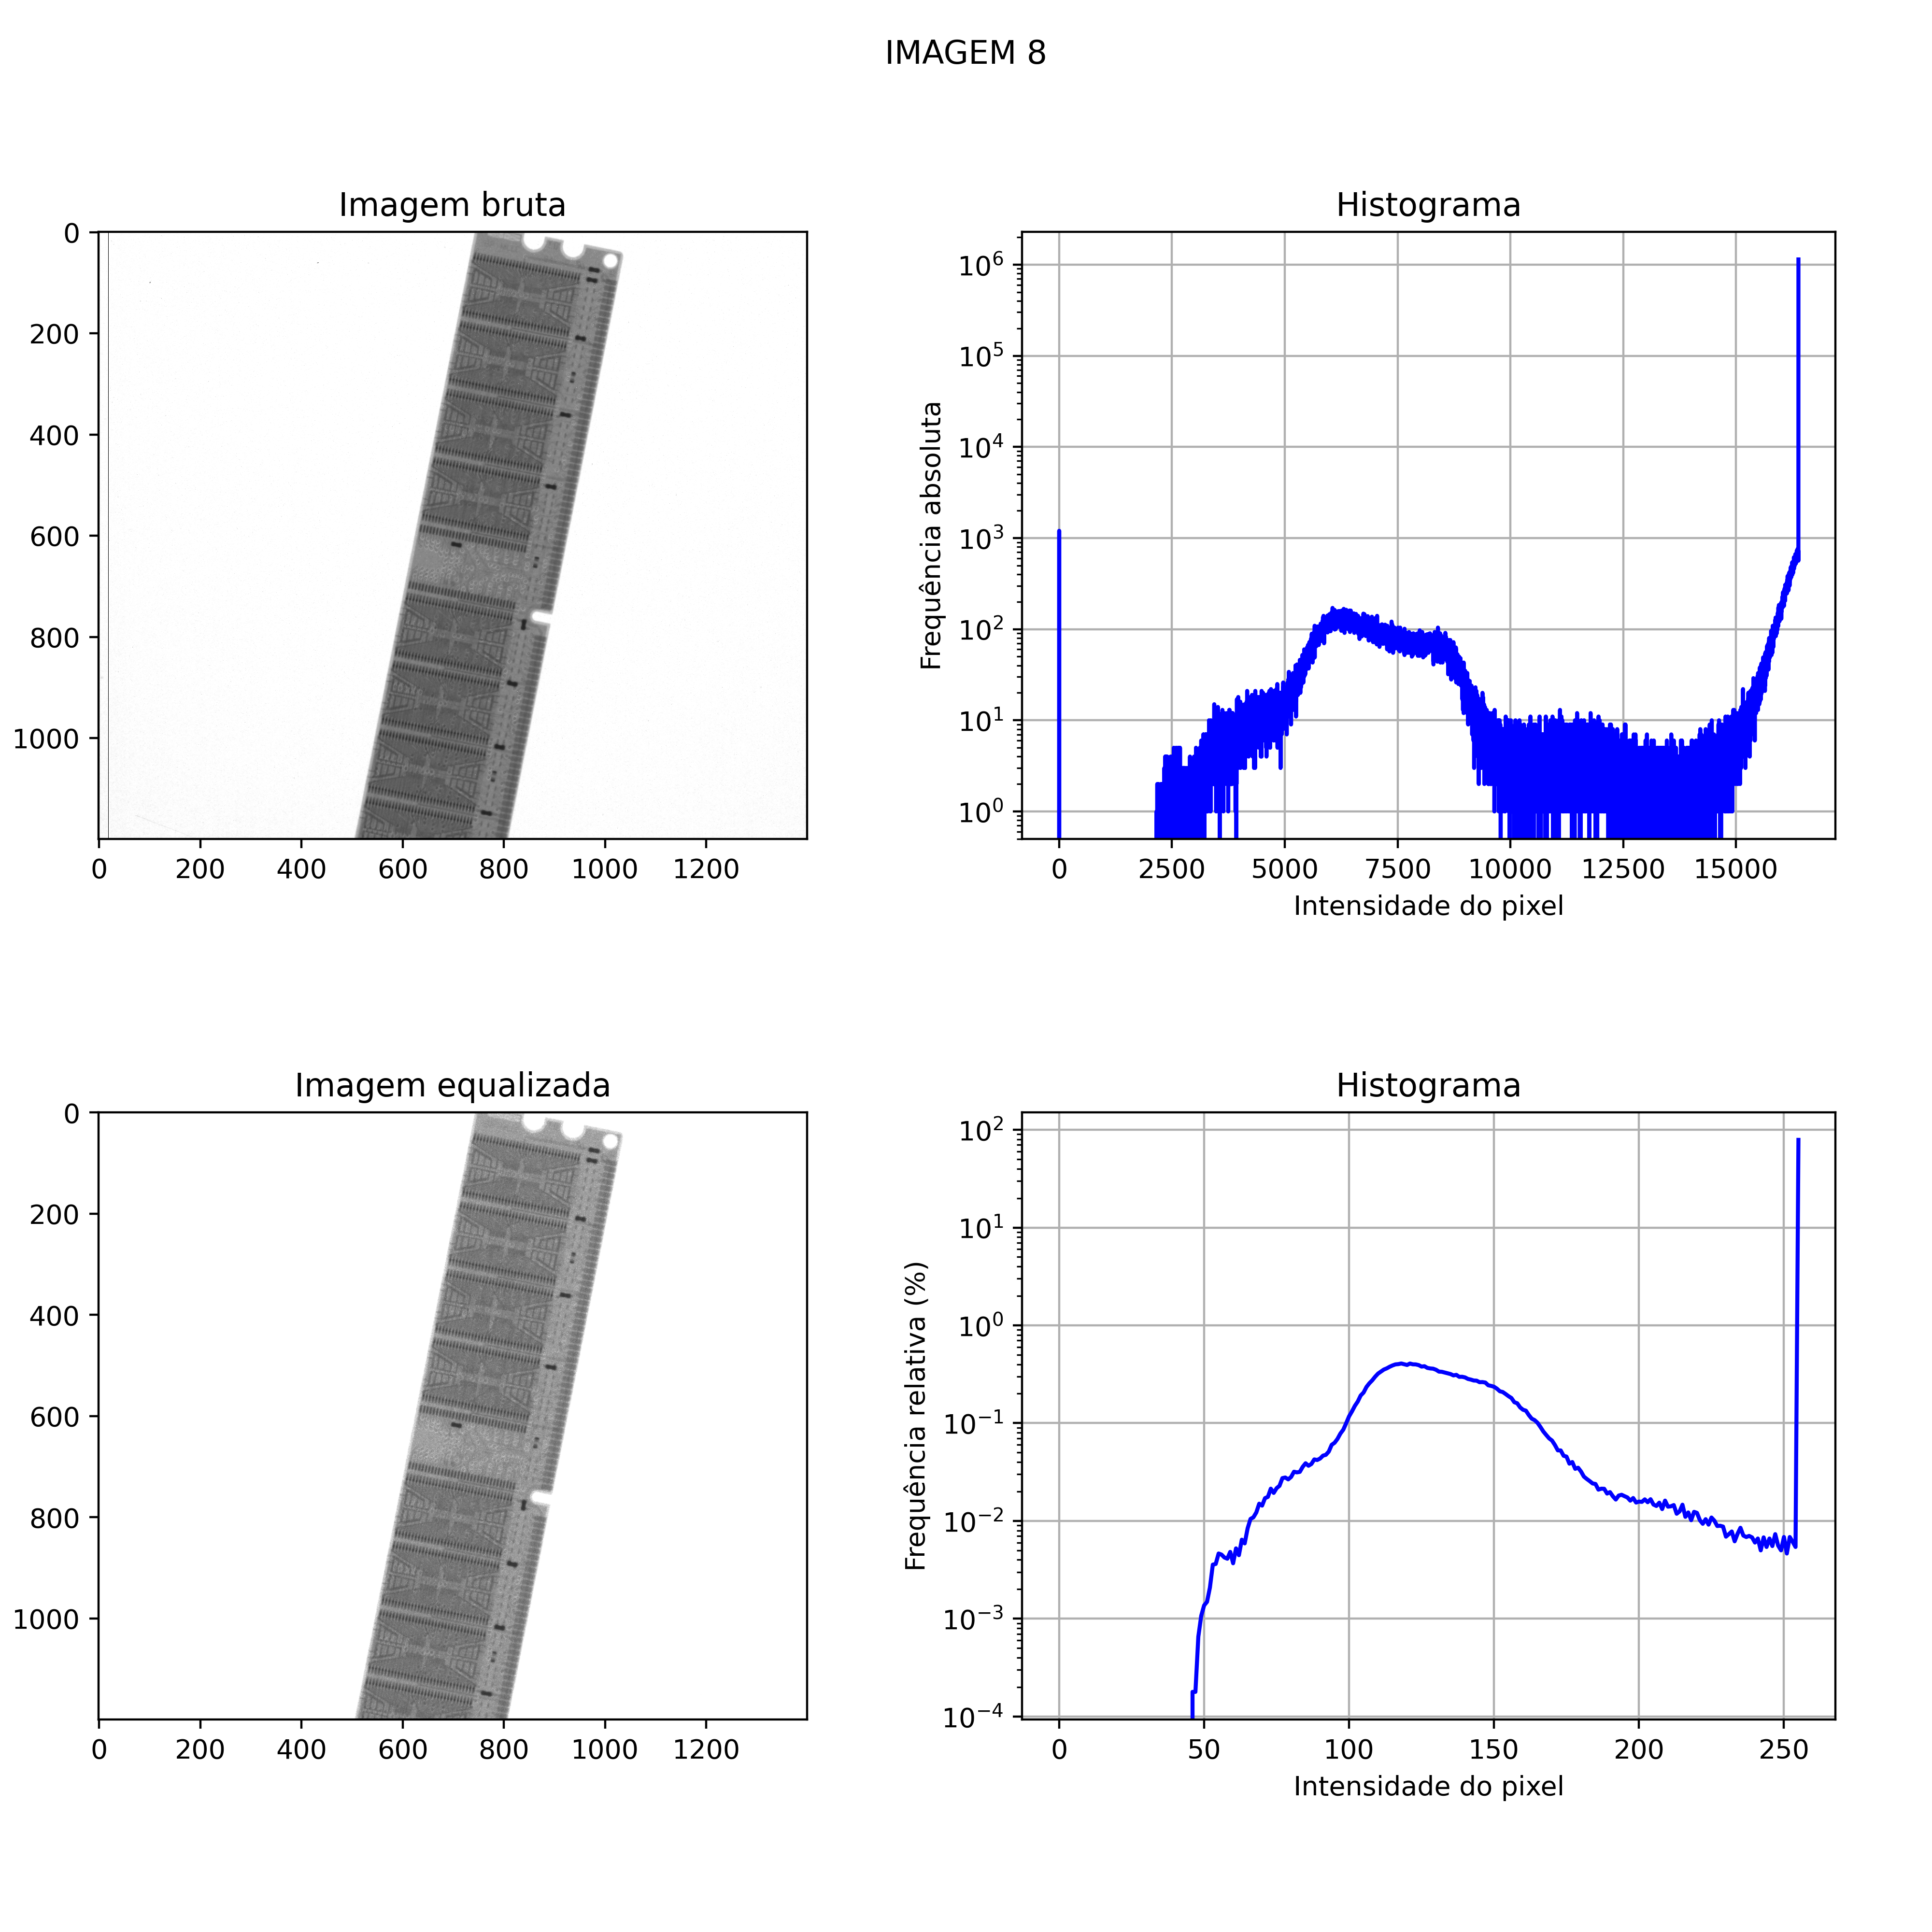 IMAGEM 8
Imagem bruta
0
200
400
600
800
1000
0 200 400 600 800 1000 1200
Histograma
Frequência absoluta
10^6
10^5
10^4
10^3
10^2
10^1
10^0
0 2500 5000 7500 10000 12500 15000
Intensidade do pixel
Imagem equalizada
0
200
400
600
800
1000
0 200 400 600 800 1000 1200
Histograma
Frequência relativa (%)
10^2
10^1
10^0
10^−1
10^−2
10^−3
10^−4
0 50 100 150 200 250
Intensidade do pixel